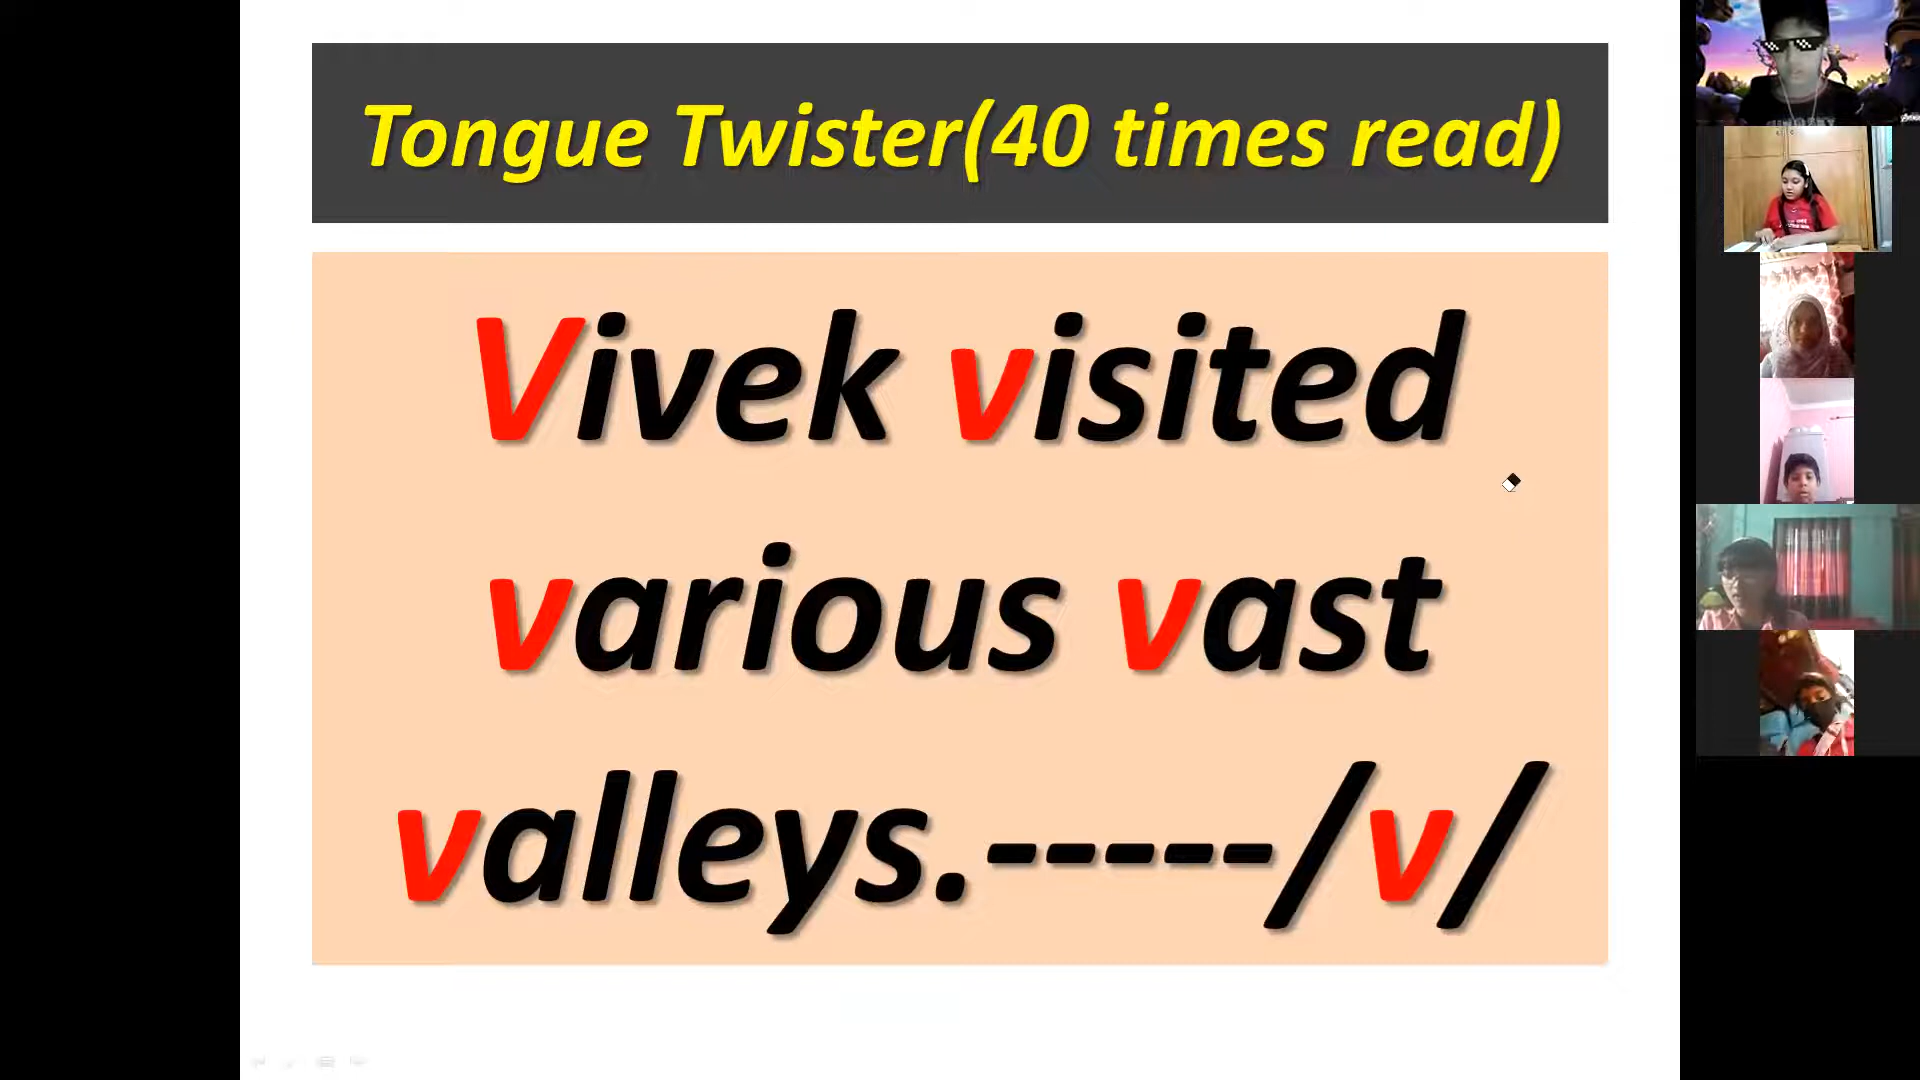 Tongue Twister(40 times read)
Vivek visited
various vast
valleys.-----/v/